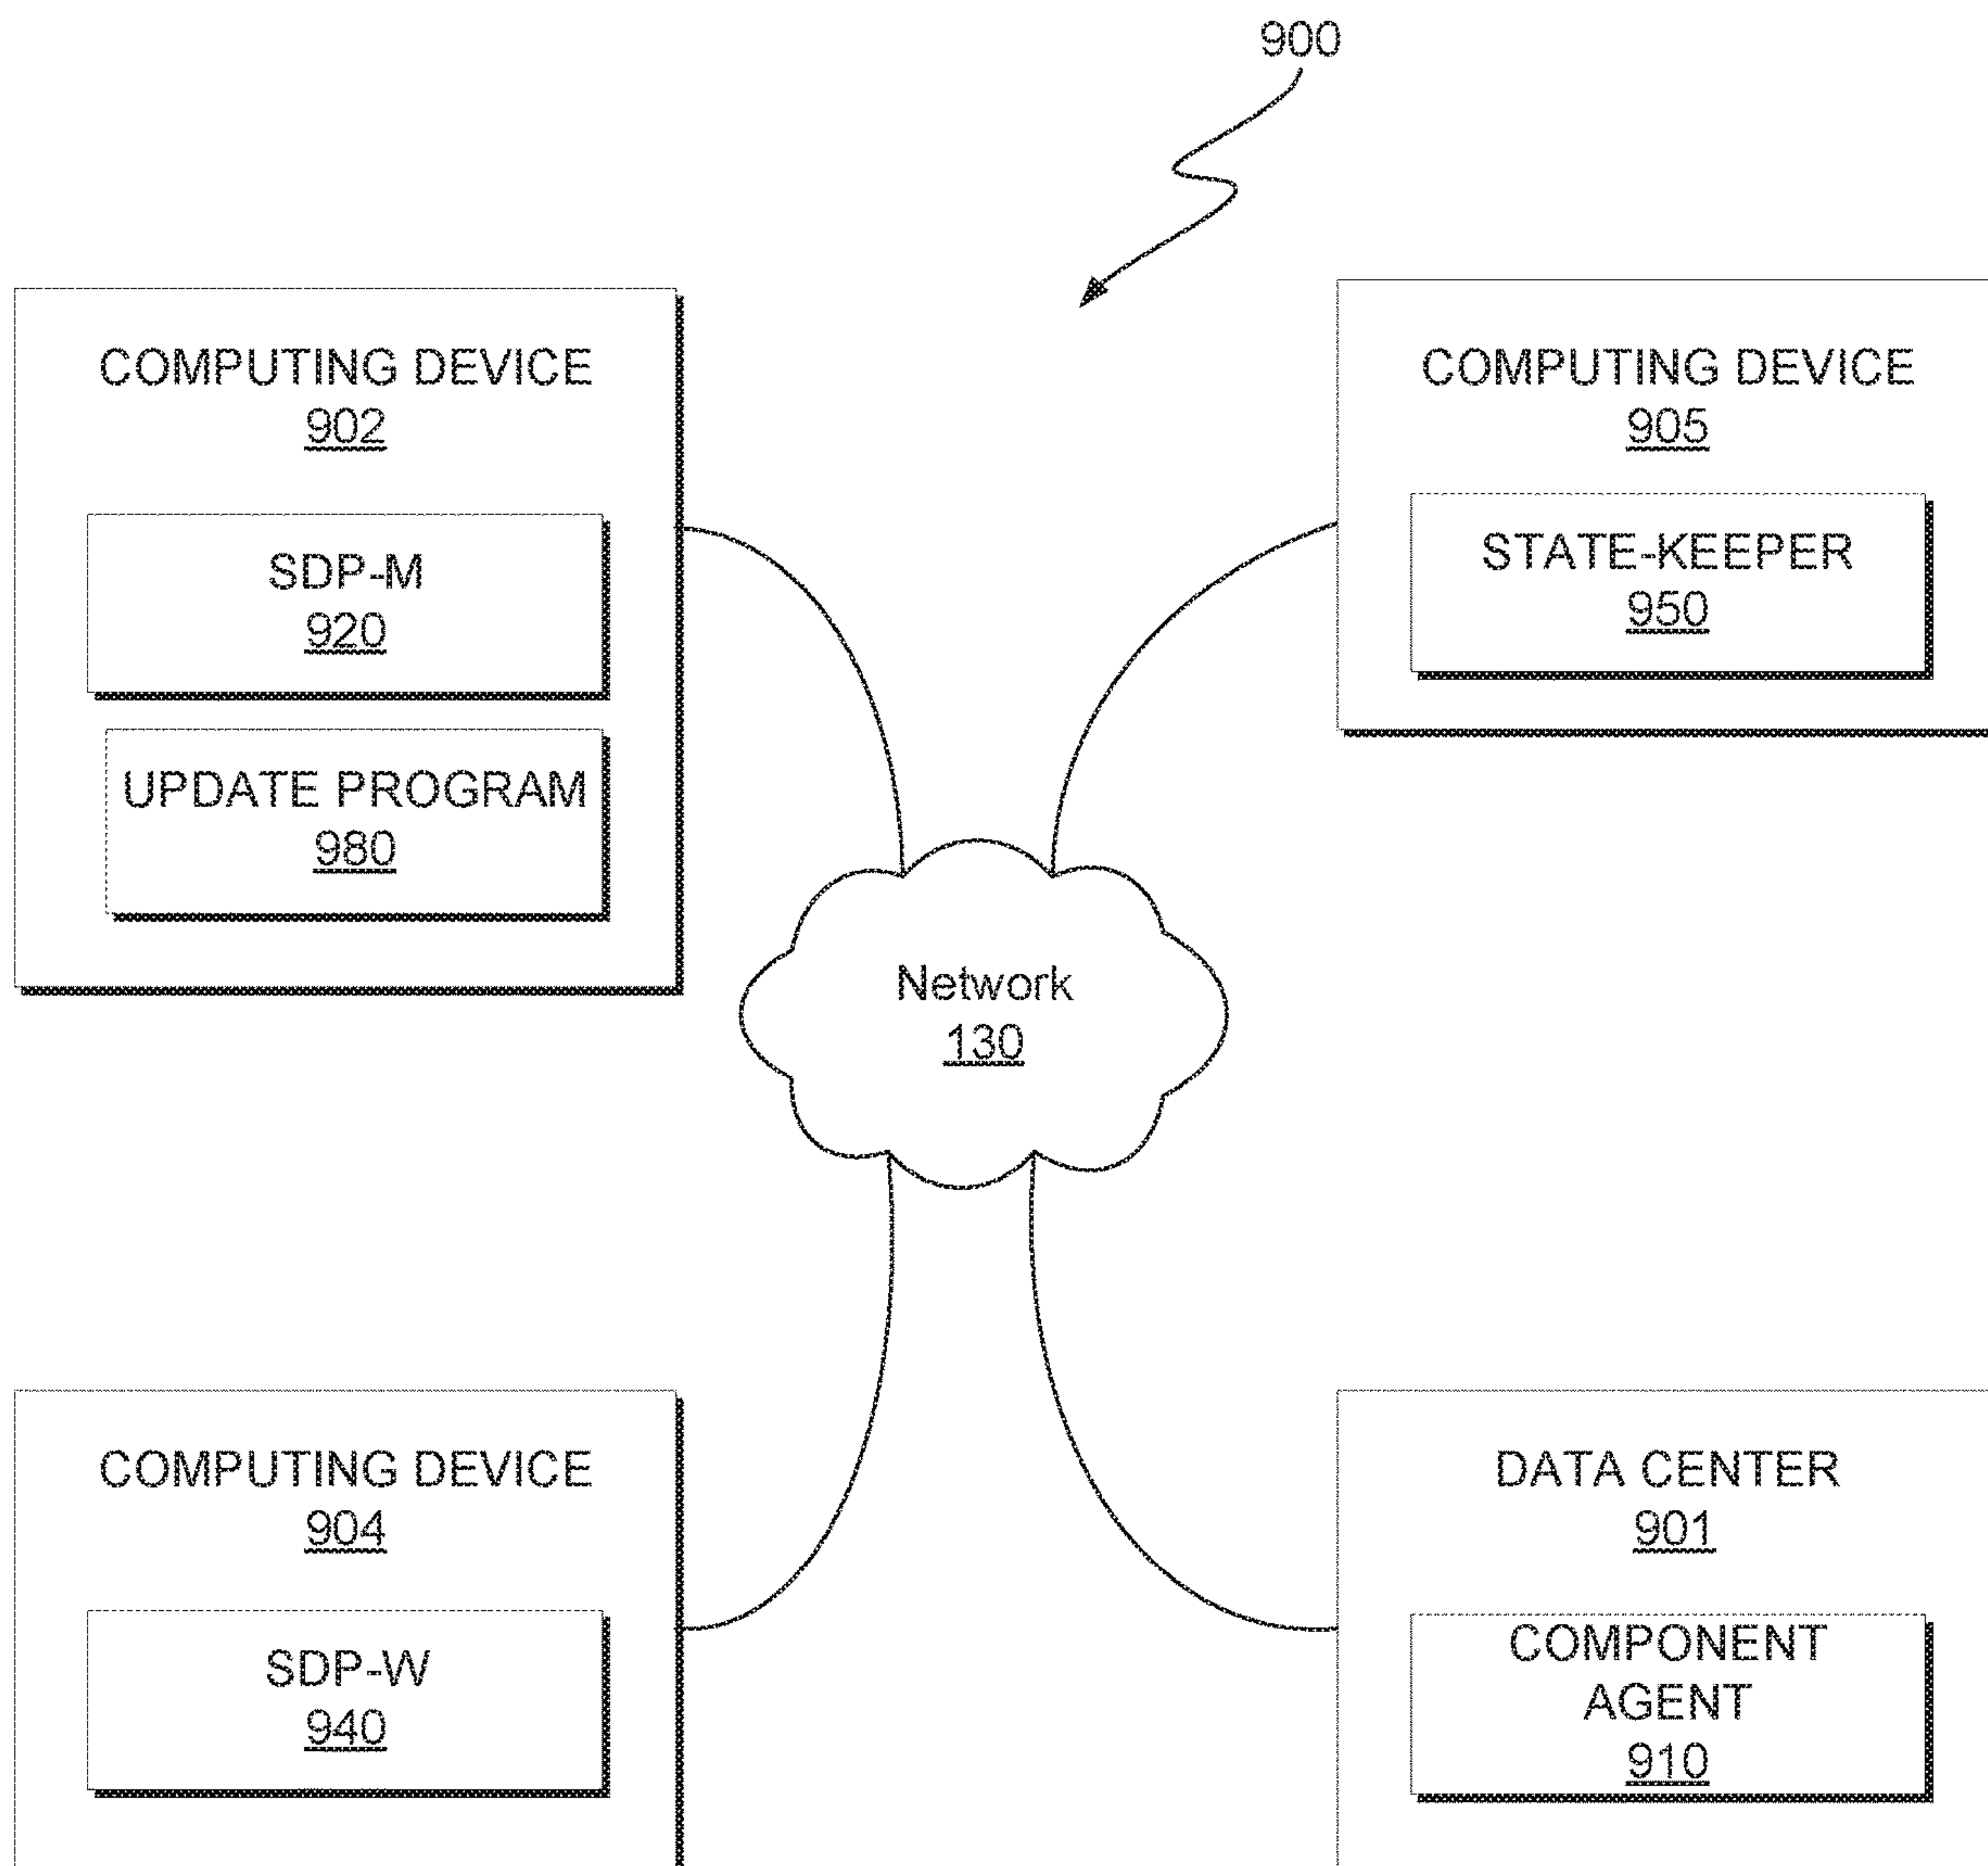 900
COMPUTING DEVICE
902
SDP-M
920
UPDATE PROGRAM
980
COMPUTING DEVICE
905
STATE-KEEPER
950
Network
130
COMPUTING DEVICE
904
SDP-W
940
DATA CENTER
901
COMPONENT
AGENT
910